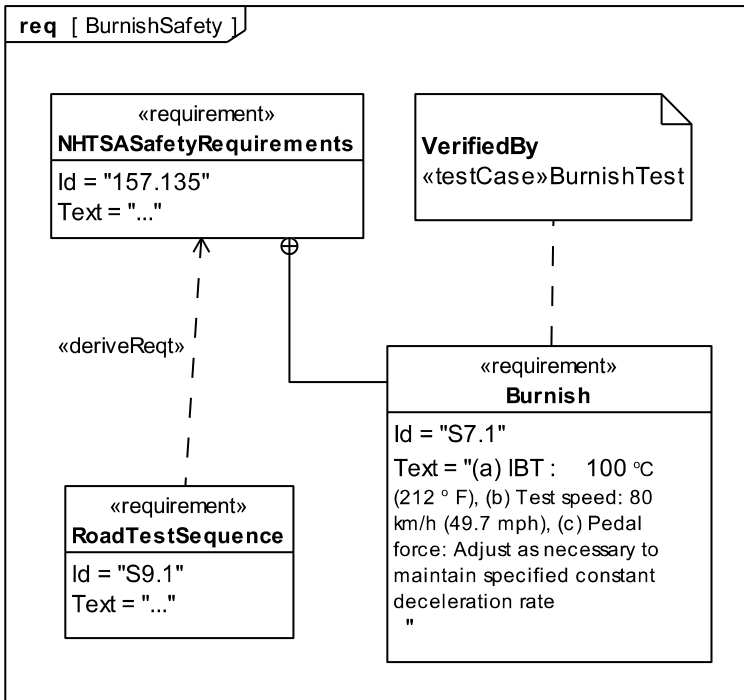 req [ BurnishSafety ]
«requirement»
NHTSASafetyRequirements
Id = "157.135"
Text = "..."
VerifiedBy
«testCase»BurnishTest
«deriveReqt»
«requirement»
Burnish
Id = "S7.1"
Text = "(a) IBT : 100 °C
(212 ° F), (b) Test speed: 80
km/h (49.7 mph), (c) Pedal
force: Adjust as necessary to
maintain specified constant
deceleration rate
"
«requirement»
RoadTestSequence
Id = "S9.1"
Text = "..."